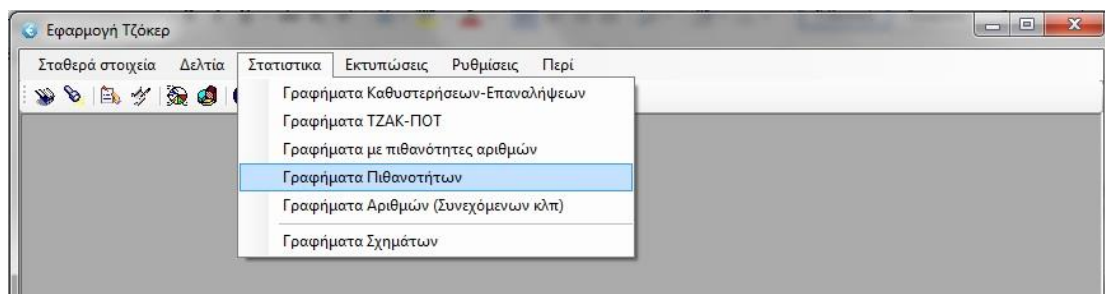 Εφαρμογή Τζόκερ
Σταθερά στοιχεία Δελτία Στατιστικα Εκτυπώσεις Ρυθμίσεις Περί
Γραφήματα Καθυστερήσεων-Επαναλήψεων
Γραφήματα ΤΖΑΚ-ΠΟΤ
Γραφήματα με πιθανότητες αριθμών
Γραφήματα Πιθανοτήτων
Γραφήματα Αριθμών (Συνεχόμενων κλπ)
Γραφήματα Σχημάτων